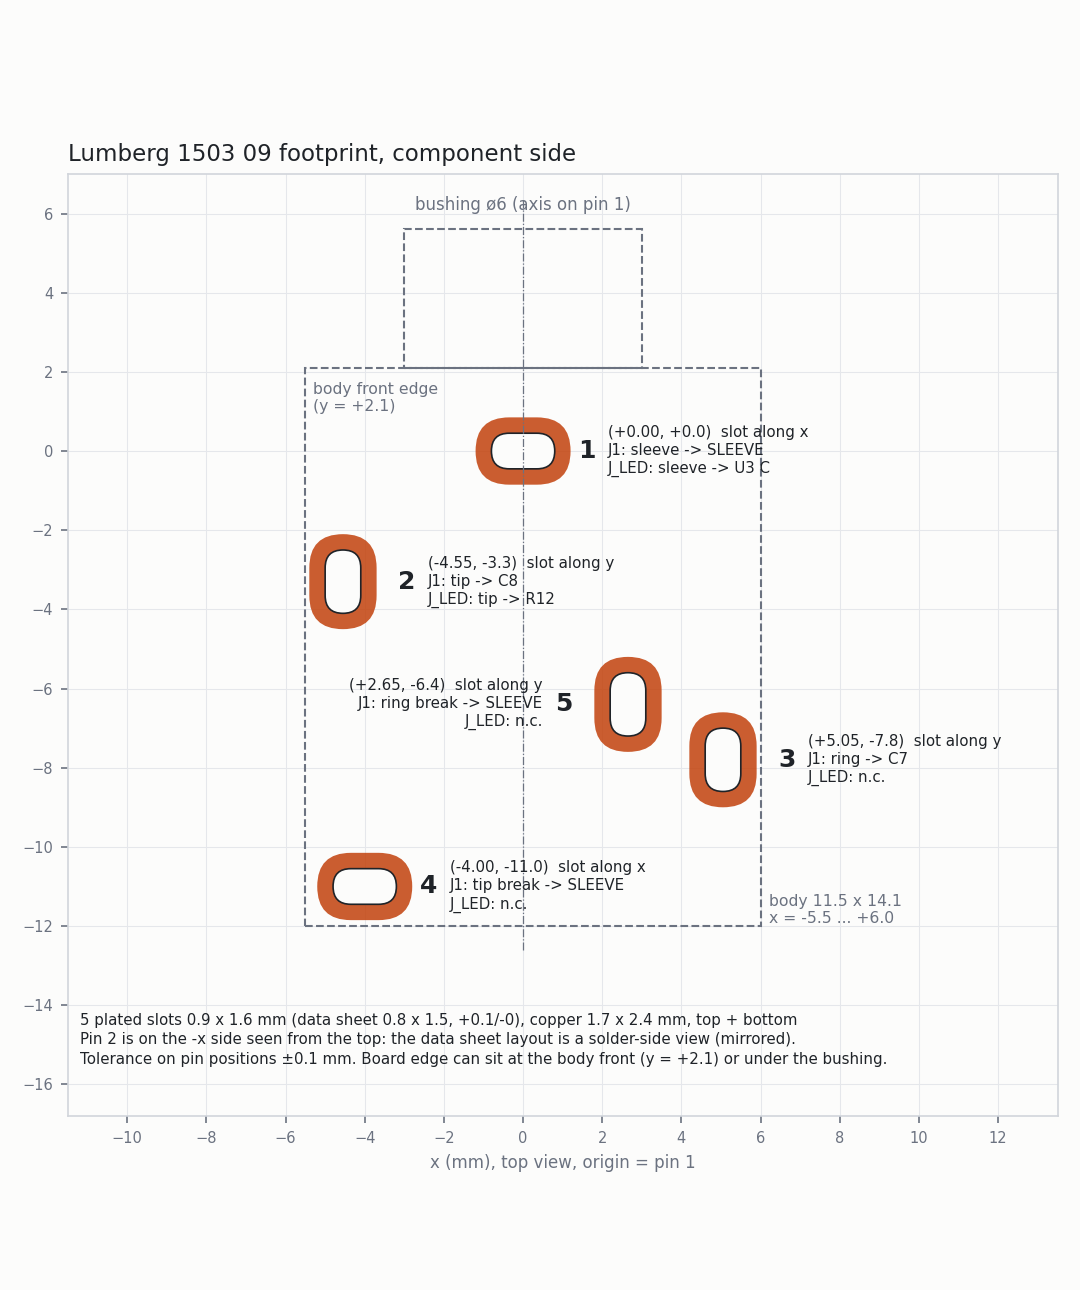 Lumberg 1503 09 footprint, component side
bushing ø6 (axis on pin 1)
6
4
2
0
−2
−4
−6
−8
−10
−12
−14
−16
body front edge
(y = +2.1)
1
(+0.00, +0.0)  slot along x
J1: sleeve -> SLEEVE
J_LED: sleeve -> U3 C
2
(-4.55, -3.3)  slot along y
J1: tip -> C8
J_LED: tip -> R12
(+2.65, -6.4)  slot along y
J1: ring break -> SLEEVE
J_LED: n.c.
5
3
(+5.05, -7.8)  slot along y
J1: ring -> C7
J_LED: n.c.
4
(-4.00, -11.0)  slot along x
J1: tip break -> SLEEVE
J_LED: n.c.
body 11.5 x 14.1
x = -5.5 ... +6.0
5 plated slots 0.9 x 1.6 mm (data sheet 0.8 x 1.5, +0.1/-0), copper 1.7 x 2.4 mm, top + bottom
Pin 2 is on the -x side seen from the top: the data sheet layout is a solder-side view (mirrored).
Tolerance on pin positions ±0.1 mm. Board edge can sit at the body front (y = +2.1) or under the bushing.
−10 −8 −6 −4 −2 0 2 4 6 8 10 12
x (mm), top view, origin = pin 1